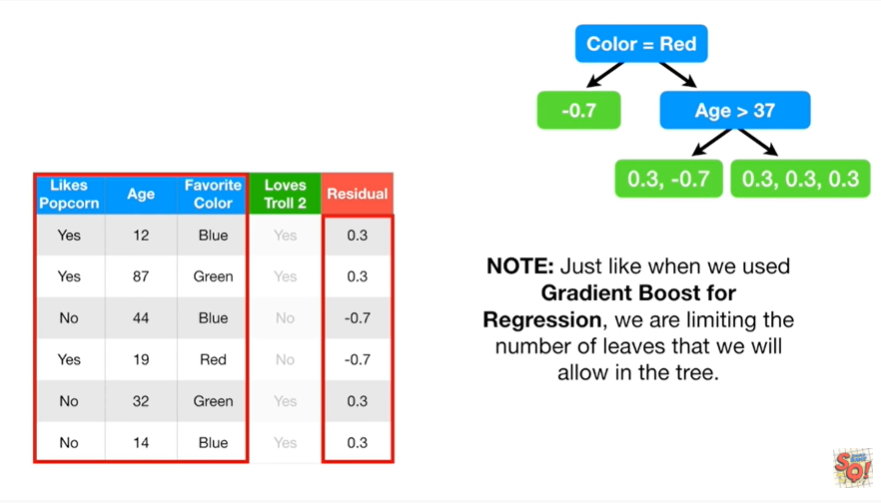 Color = Red
-0.7
Age > 37
0.3, -0.7
0.3, 0.3, 0.3
Likes Popcorn Age Favorite Color Loves Troll 2 Residual
Yes 12 Blue Yes 0.3
Yes 87 Green Yes 0.3
No 44 Blue No -0.7
Yes 19 Red No -0.7
No 32 Green Yes 0.3
No 14 Blue Yes 0.3
NOTE: Just like when we used
Gradient Boost for
Regression, we are limiting the
number of leaves that we will
allow in the tree.
SQ!